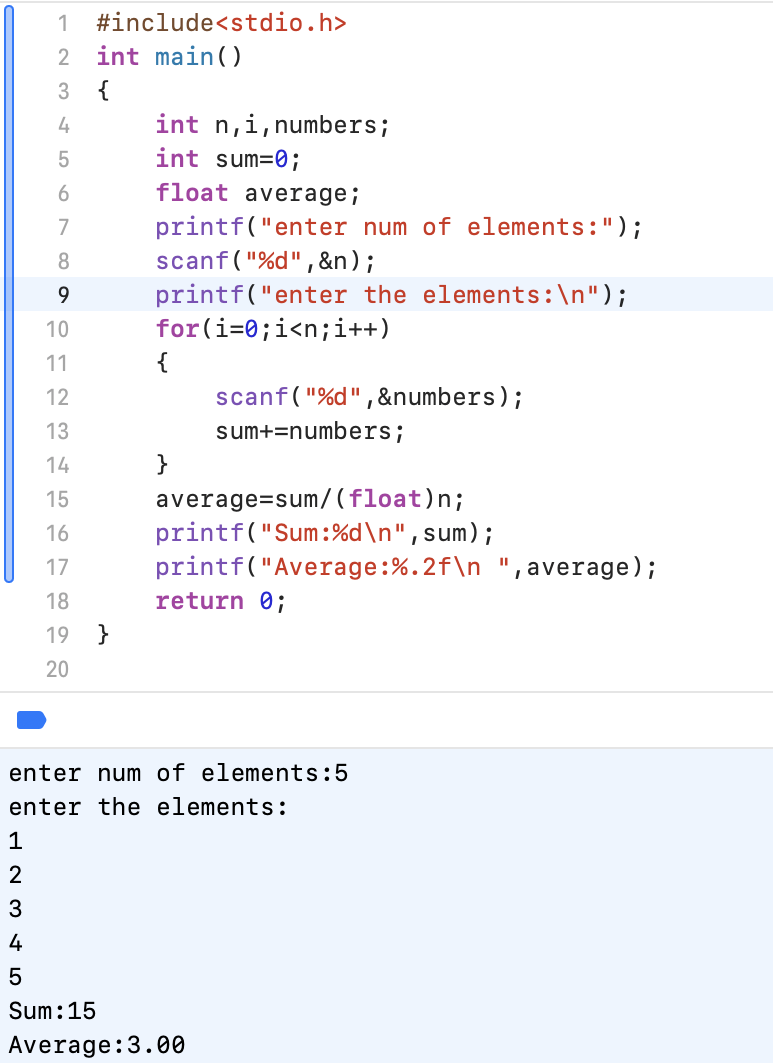 1 #include<stdio.h>
2 int main()
3 {
4     int n,i,numbers;
5     int sum=0;
6     float average;
7     printf("enter num of elements:");
8     scanf("%d",&n);
9     printf("enter the elements:\n");
10     for(i=0;i<n;i++)
11     {
12         scanf("%d",&numbers);
13         sum+=numbers;
14     }
15     average=sum/(float)n;
16     printf("Sum:%d\n",sum);
17     printf("Average:%.2f\n ",average);
18     return 0;
19 }
20
enter num of elements:5
enter the elements:
1
2
3
4
5
Sum:15
Average:3.00